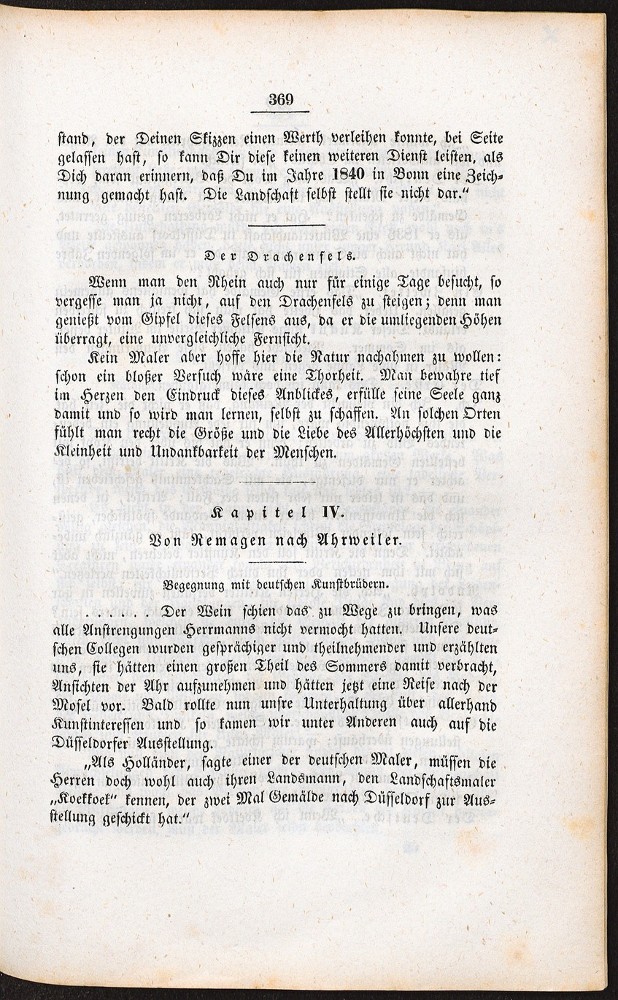 369
stand, der Deinen Skizzen einen Werth verleihen konnte, bei Seite
gelassen hast, so kann Dir diese keinen weiteren Dienst leisten, als
Dich daran erinnern, daß Du im Jahre 1840 in Bonn eine Zeich-
nung gemacht hast. Die Landschaft selbst stellt sie nicht dar.“
Der Drachenfels.
Wenn man den Rhein auch nur für einige Tage besucht, so
vergesse man ja nicht, auf den Drachenfels zu steigen; denn man
genießt vom Gipfel dieses Felsens aus, da er die umliegenden Höhen
überragt, eine unvergleichliche Fernsicht.
Kein Maler aber hoffe hier die Natur nachahmen zu wollen:
schon ein bloßer Versuch wäre eine Thorheit. Man bewahre tief
im Herzen den Eindruck dieses Anblickes, erfülle seine Seele ganz
damit und so wird man lernen, selbst zu schaffen. An solchen Orten
fühlt man recht die Größe und die Liebe des Allerhöchsten und die
Kleinheit und Undankbarkeit der Menschen.
Kapitel IV.
Von Remagen nach Ahrweiler.
Begegnung mit deutschen Kunstbrüdern.
. . . . . . Der Wein schien das zu Wege zu bringen, was
alle Anstrengungen Herrmanns nicht vermocht hatten. Unsere deut-
schen Collegen wurden gesprächiger und theilnehmender und erzählten
uns, sie hätten einen großen Theil des Sommers damit verbracht,
Ansichten der Ahr aufzunehmen und hätten jetzt eine Reise nach der
Mosel vor. Bald rollte nun unsre Unterhaltung über allerhand
Kunstinteressen und so kamen wir unter Anderen auch auf die
Düsseldorfer Ausstellung.
„Als Holländer, sagte einer der deutschen Maler, müssen die
Herren doch wohl auch ihren Landsmann, den Landschaftsmaler
„Koekkoek“ kennen, der zwei Mal Gemälde nach Düsseldorf zur Aus-
stellung geschickt hat.“